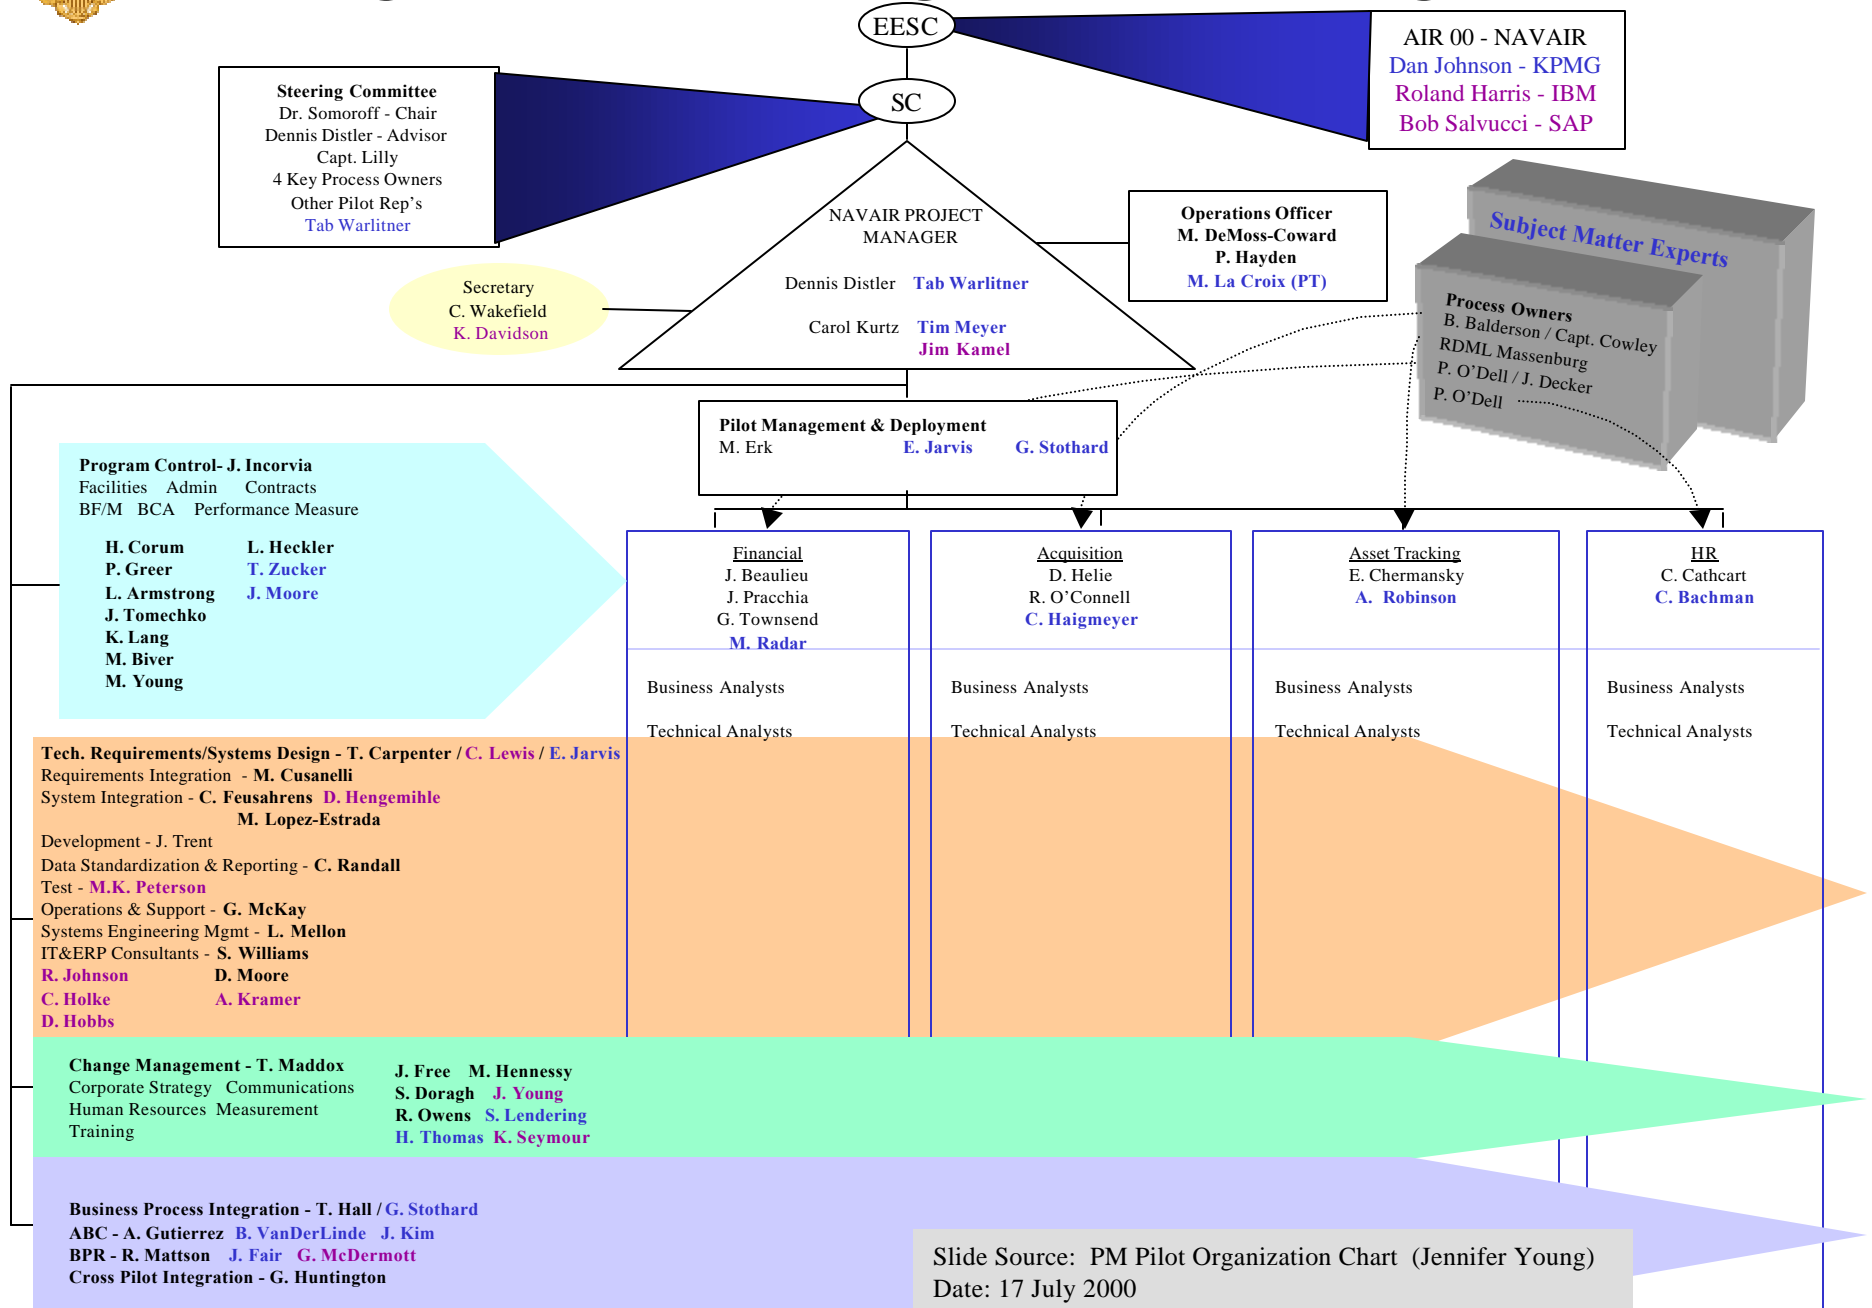 EESC
AIR 00 - NAVAIR
Dan Johnson - KPMG
Roland Harris - IBM
Bob Salvucci - SAP
SC
Steering Committee
Dr. Somoroff - Chair
Dennis Distler - Advisor
Capt. Lilly
4 Key Process Owners
Other Pilot Rep's
Tab Warlitner
NAVAIR PROJECT
MANAGER
Dennis Distler Tab Warlitner
Carol Kurtz Tim Meyer
Jim Kamel
Operations Officer
M. DeMoss-Coward
P. Hayden
M. La Croix (PT)
Secretary
C. Wakefield
K. Davidson
Subject Matter Experts
Process Owners
B. Balderson / Capt. Cowley
RDML Massenburg
P. O'Dell / J. Decker
P. O'Dell
Pilot Management & Deployment
M. Erk E. Jarvis G. Stothard
Program Control- J. Incorvia
Facilities Admin Contracts
BF/M BCA Performance Measure
H. Corum L. Heckler
P. Greer T. Zucker
L. Armstrong J. Moore
J. Tomechko
K. Lang
M. Biver
M. Young
Financial
J. Beaulieu
J. Pracchia
G. Townsend
M. Radar
Business Analysts
Technical Analysts
Acquisition
D. Helie
R. O'Connell
C. Haigmeyer
Business Analysts
Technical Analysts
Asset Tracking
E. Chermansky
A. Robinson
Business Analysts
Technical Analysts
HR
C. Cathcart
C. Bachman
Business Analysts
Technical Analysts
Tech. Requirements/Systems Design - T. Carpenter / C. Lewis / E. Jarvis
Requirements Integration - M. Cusanelli
System Integration - C. Feusahrens D. Hengemihle
M. Lopez-Estrada
Development - J. Trent
Data Standardization & Reporting - C. Randall
Test - M.K. Peterson
Operations & Support - G. McKay
Systems Engineering Mgmt - L. Mellon
IT&ERP Consultants - S. Williams
R. Johnson D. Moore
C. Holke A. Kramer
D. Hobbs
Change Management - T. Maddox
Corporate Strategy Communications
Human Resources Measurement
Training
J. Free M. Hennessy
S. Doragh J. Young
R. Owens S. Lendering
H. Thomas K. Seymour
Business Process Integration - T. Hall / G. Stothard
ABC - A. Gutierrez B. VanDerLinde J. Kim
BPR - R. Mattson J. Fair G. McDermott
Cross Pilot Integration - G. Huntington
Slide Source: PM Pilot Organization Chart (Jennifer Young)
Date: 17 July 2000